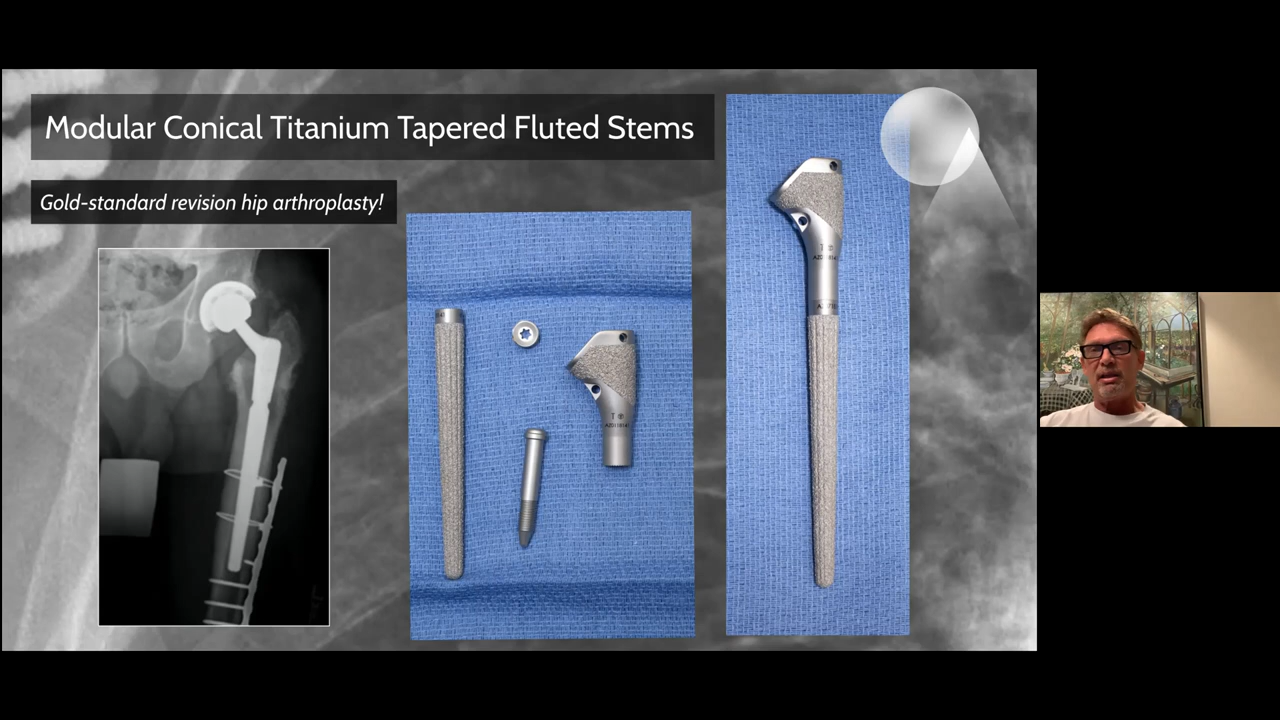 Modular Conical Titanium Tapered Fluted Stems
Gold-standard revision hip arthroplasty!